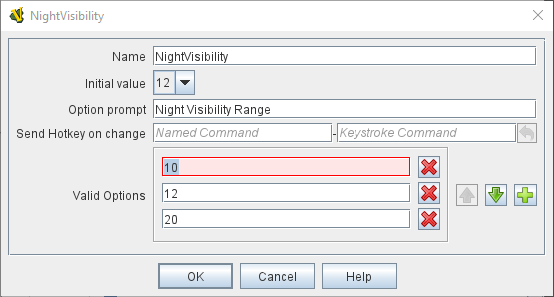 NightVisibility
Name NightVisibility
Initial value 12
Option prompt Night Visibility Range
Send Hotkey on change Named Command - Keystroke Command
10
Valid Options 12
20
OK Cancel Help